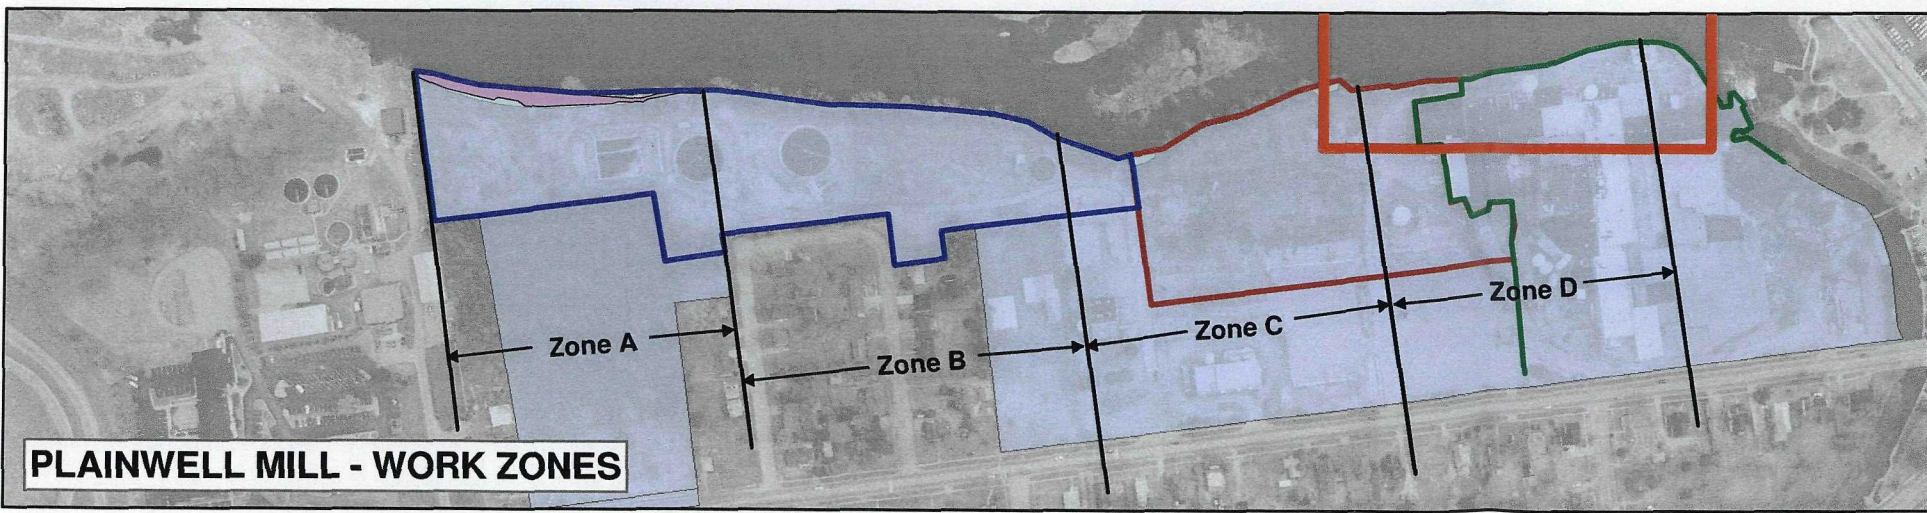 Zone A
Zone B
Zone C
Zone D
PLAINWELL MILL - WORK ZONES